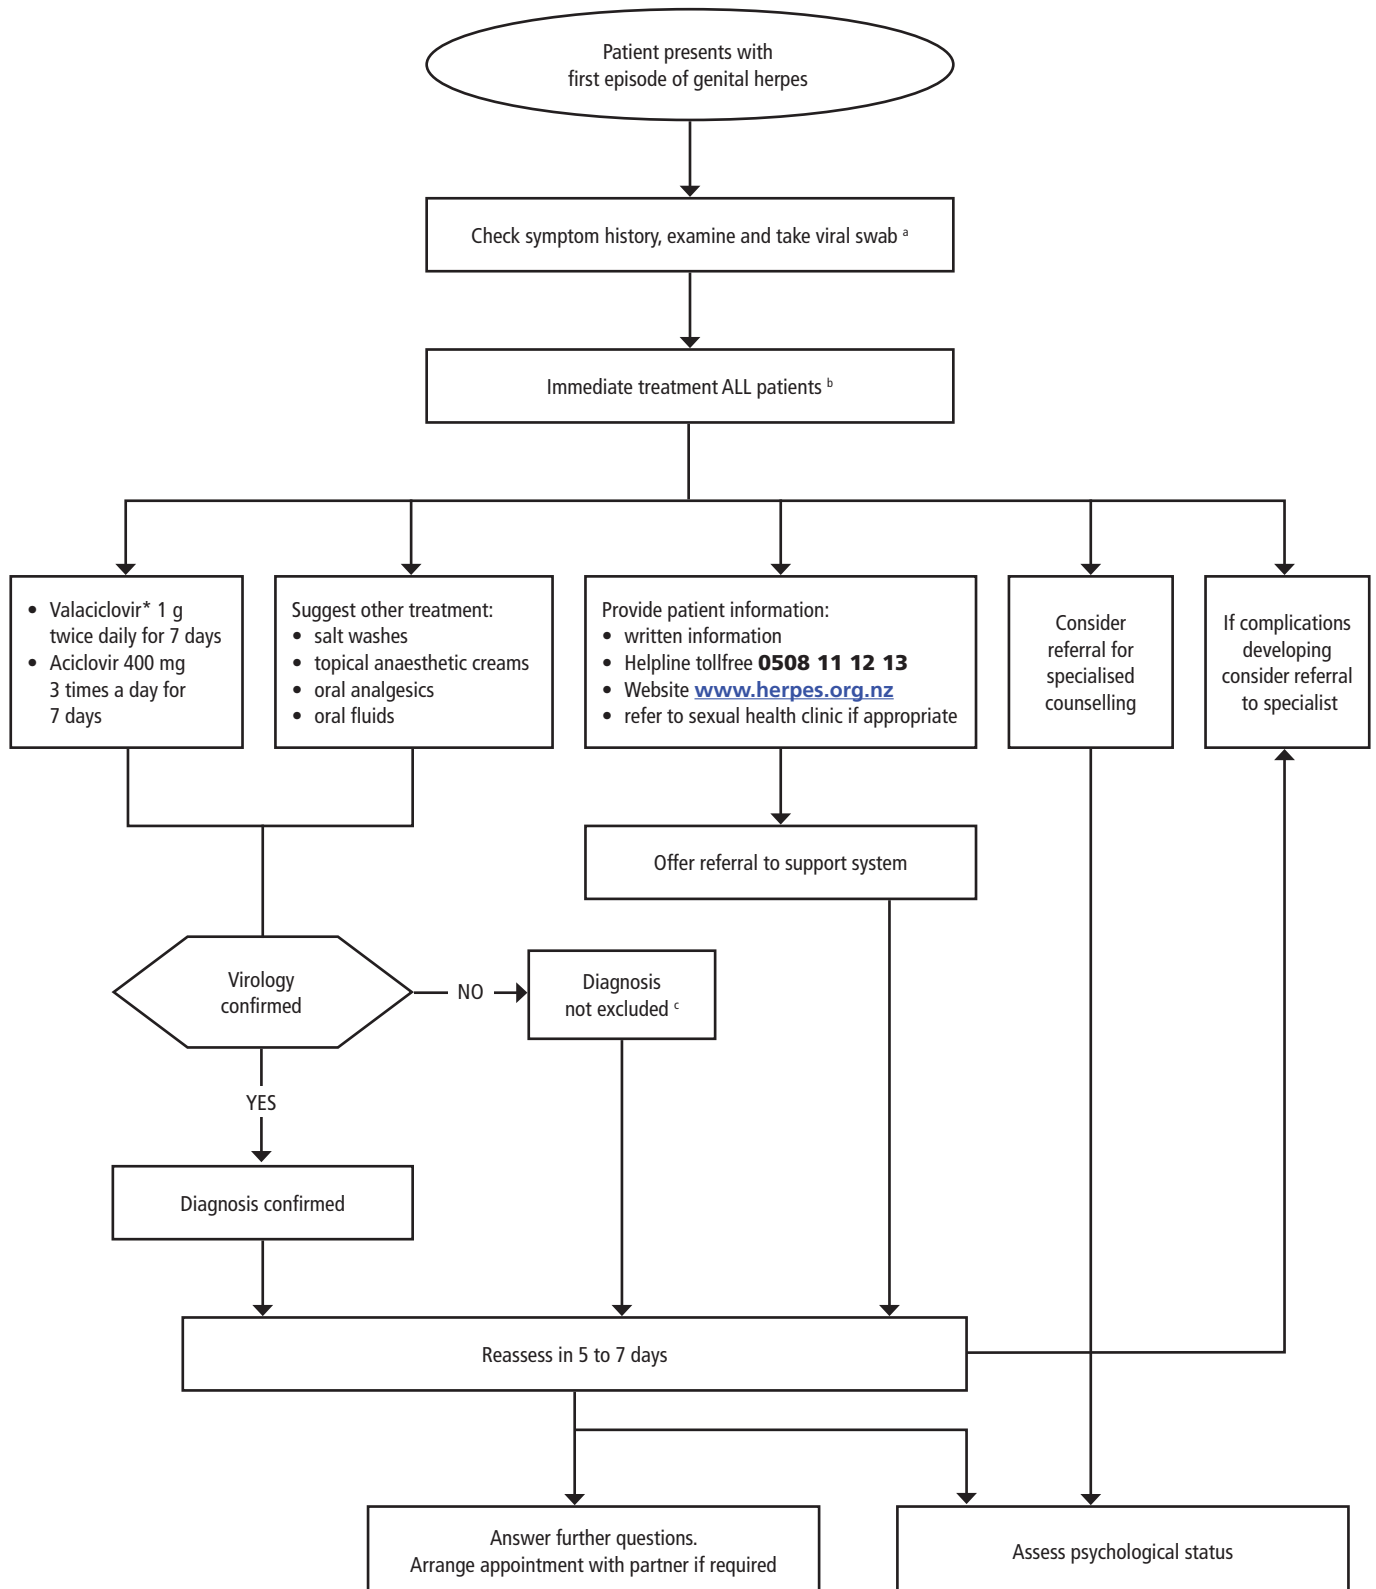 Patient presents with
first episode of genital herpes
Check symptom history, examine and take viral swab a
Immediate treatment ALL patients b
• Valaciclovir* 1 g
twice daily for 7 days
• Aciclovir 400 mg
3 times a day for
7 days
Suggest other treatment:
• salt washes
• topical anaesthetic creams
• oral analgesics
• oral fluids
Provide patient information:
• written information
• Helpline tollfree 0508 11 12 13
• Website www.herpes.org.nz
• refer to sexual health clinic if appropriate
Consider
referral for
specialised
counselling
If complications
developing
consider referral
to specialist
Offer referral to support system
Virology
confirmed
NO
Diagnosis
not excluded c
YES
Diagnosis confirmed
Reassess in 5 to 7 days
Answer further questions.
Arrange appointment with partner if required
Assess psychological status